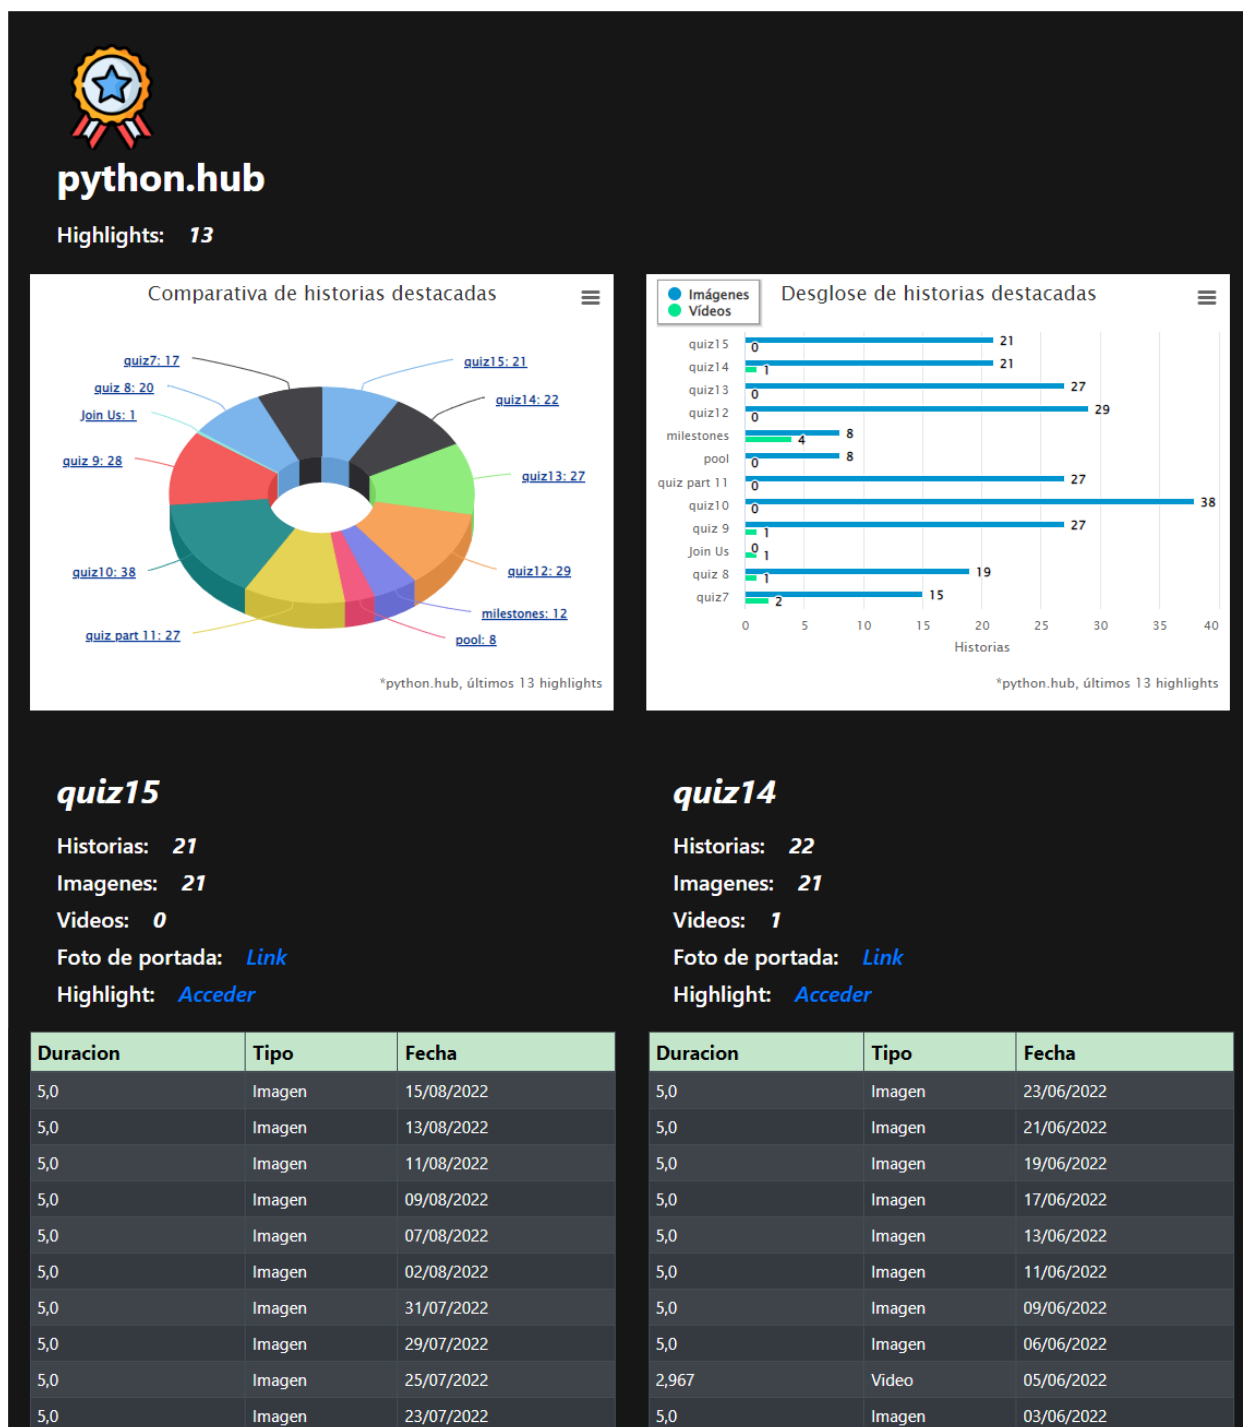 python.hub
Highlights: 13
Comparativa de historias destacadas
quiz7: 17
quiz15: 21
quiz 8: 20
quiz14: 22
Join Us: 1
quiz 9: 28
quiz13: 27
quiz10: 38
quiz12: 29
milestones: 12
quiz part 11: 27
pool: 8
*python.hub, últimos 13 highlights
Imágenes
Vídeos
Desglose de historias destacadas
quiz15 21 0
quiz14 21 1
quiz13 27 0
quiz12 29 0
milestones 8 4
pool 8 0
quiz part 11 27 0
quiz10 38 0
quiz 9 27 1
Join Us 0 1
quiz 8 19 1
quiz7 15 2
0 5 10 15 20 25 30 35 40
Historias
*python.hub, últimos 13 highlights
quiz15
Historias: 21
Imagenes: 21
Videos: 0
Foto de portada: Link
Highlight: Acceder
Duracion Tipo Fecha
5,0 Imagen 15/08/2022
5,0 Imagen 13/08/2022
5,0 Imagen 11/08/2022
5,0 Imagen 09/08/2022
5,0 Imagen 07/08/2022
5,0 Imagen 02/08/2022
5,0 Imagen 31/07/2022
5,0 Imagen 29/07/2022
5,0 Imagen 25/07/2022
5,0 Imagen 23/07/2022
quiz14
Historias: 22
Imagenes: 21
Videos: 1
Foto de portada: Link
Highlight: Acceder
Duracion Tipo Fecha
5,0 Imagen 23/06/2022
5,0 Imagen 21/06/2022
5,0 Imagen 19/06/2022
5,0 Imagen 17/06/2022
5,0 Imagen 13/06/2022
5,0 Imagen 11/06/2022
5,0 Imagen 09/06/2022
5,0 Imagen 06/06/2022
2,967 Video 05/06/2022
5,0 Imagen 03/06/2022